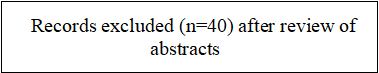 Records excluded (n=40) after review of
abstracts